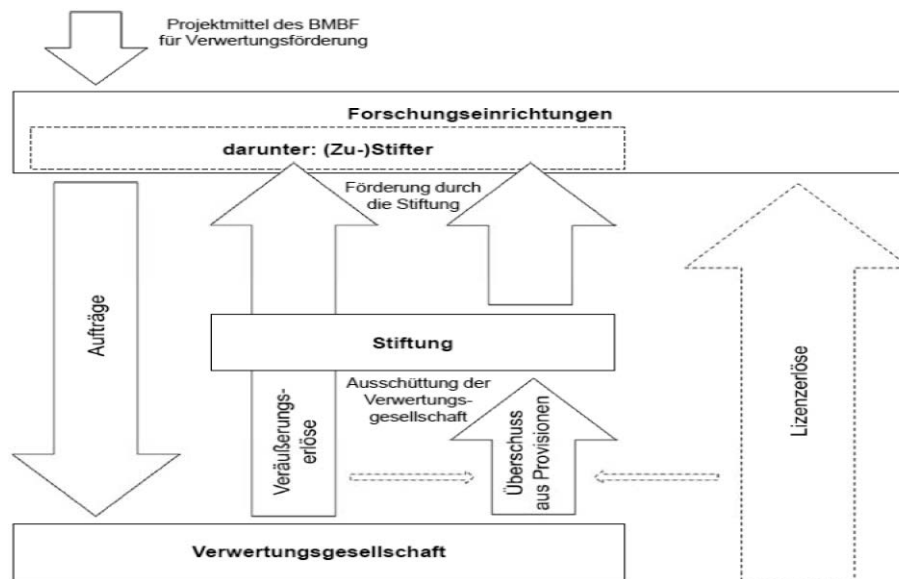 Projektmittel des BMBF
für Verwertungsförderung
Forschungseinrichtungen
darunter: (Zu-)Stifter
Förderung durch
die Stiftung
Aufträge
Stiftung
Ausschüttung der
Verwertungs-
gesellschaft
Veräußerungs-
erlöse
Überschuss
aus Provisionen
Lizenzerlöse
Verwertungsgesellschaft